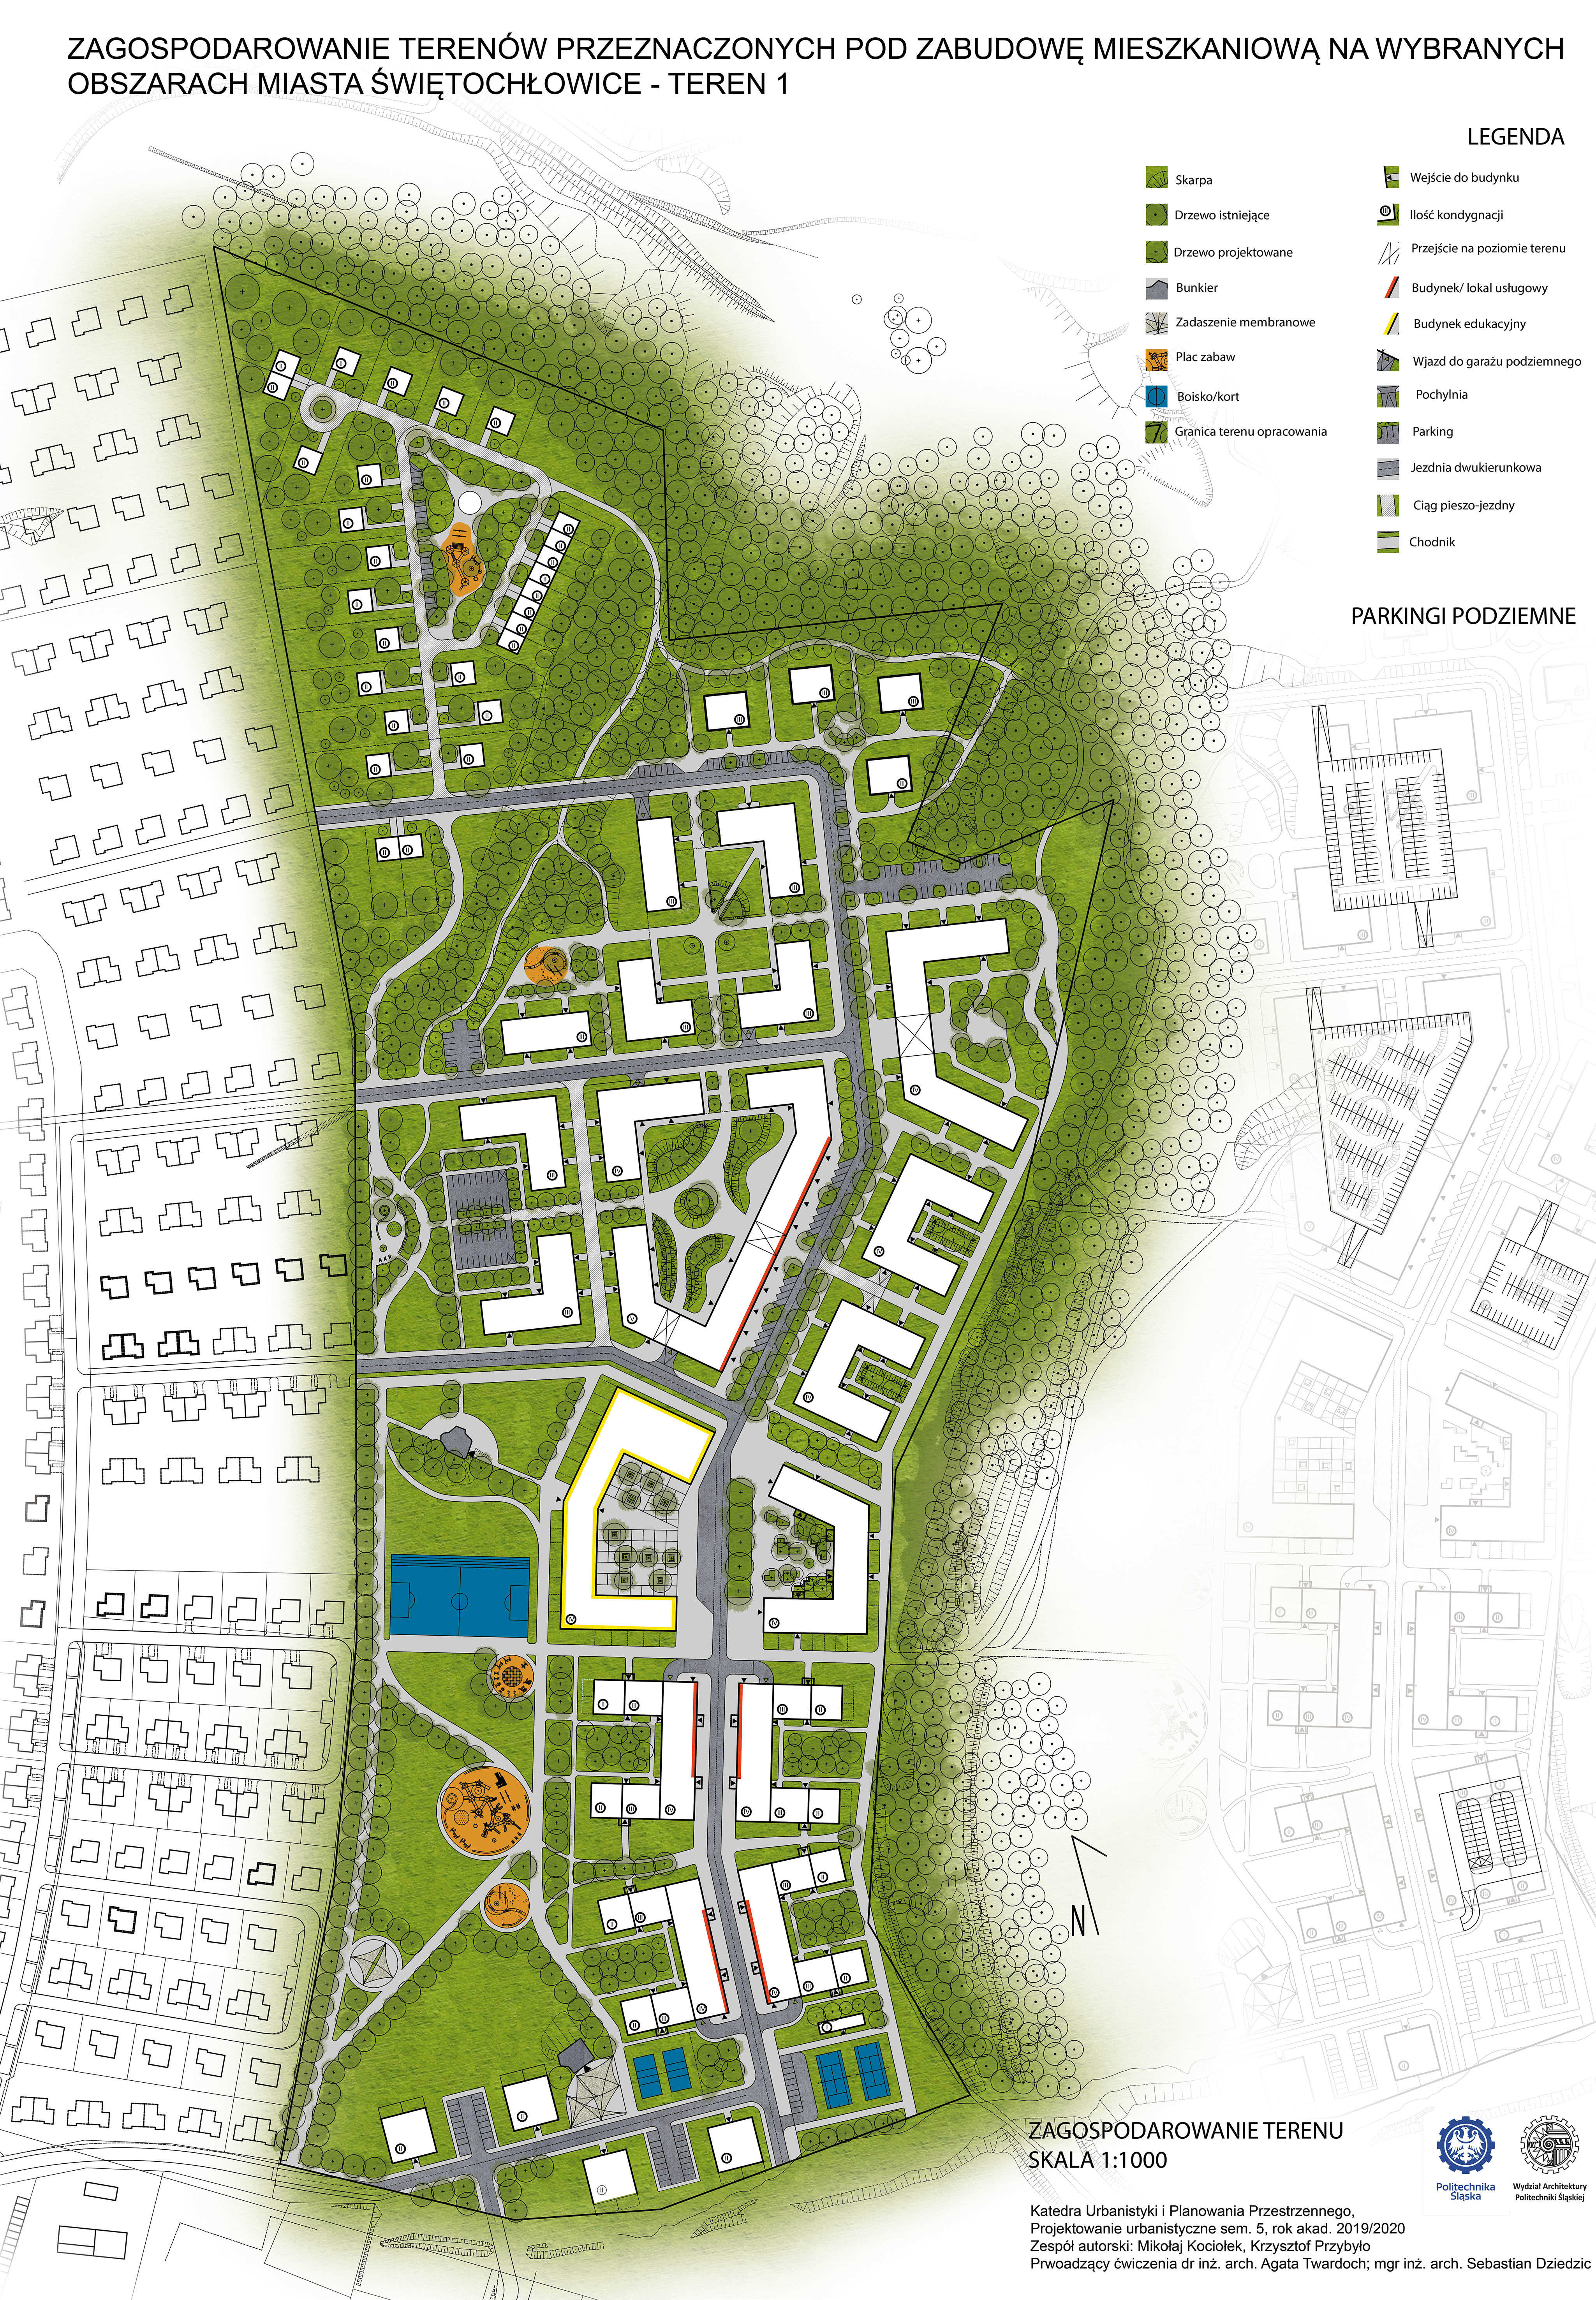 ZAGOSPODAROWANIE TERENÓW PRZEZNACZONYCH POD ZABUDOWĘ MIESZKANIOWĄ NA WYBRANYCH
OBSZARACH MIASTA ŚWIĘTOCHŁOWICE - TEREN 1
LEGENDA
Skarpa
Drzewo istniejące
Drzewo projektowane
Bunkier
Zadaszenie membranowe
Plac zabaw
Boisko/kort
Granica terenu opracowania
Wejście do budynku
Ilość kondygnacji
Przejście na poziomie terenu
Budynek/ lokal usługowy
Budynek edukacyjny
Wjazd do garażu podziemnego
Pochylnia
Parking
Jezdnia dwukierunkowa
Ciąg pieszo-jezdny
Chodnik
PARKINGI PODZIEMNE
N
ZAGOSPODAROWANIE TERENU
SKALA 1:1000
Politechnika
Śląska
Wydział Architektury
Politechniki Śląskiej
Katedra Urbanistyki i Planowania Przestrzennego,
Projektowanie urbanistyczne sem. 5, rok akad. 2019/2020
Zespół autorski: Mikołaj Kociołek, Krzysztof Przybyło
Prwoadzący ćwiczenia dr inż. arch. Agata Twardoch; mgr inż. arch. Sebastian Dziedzic